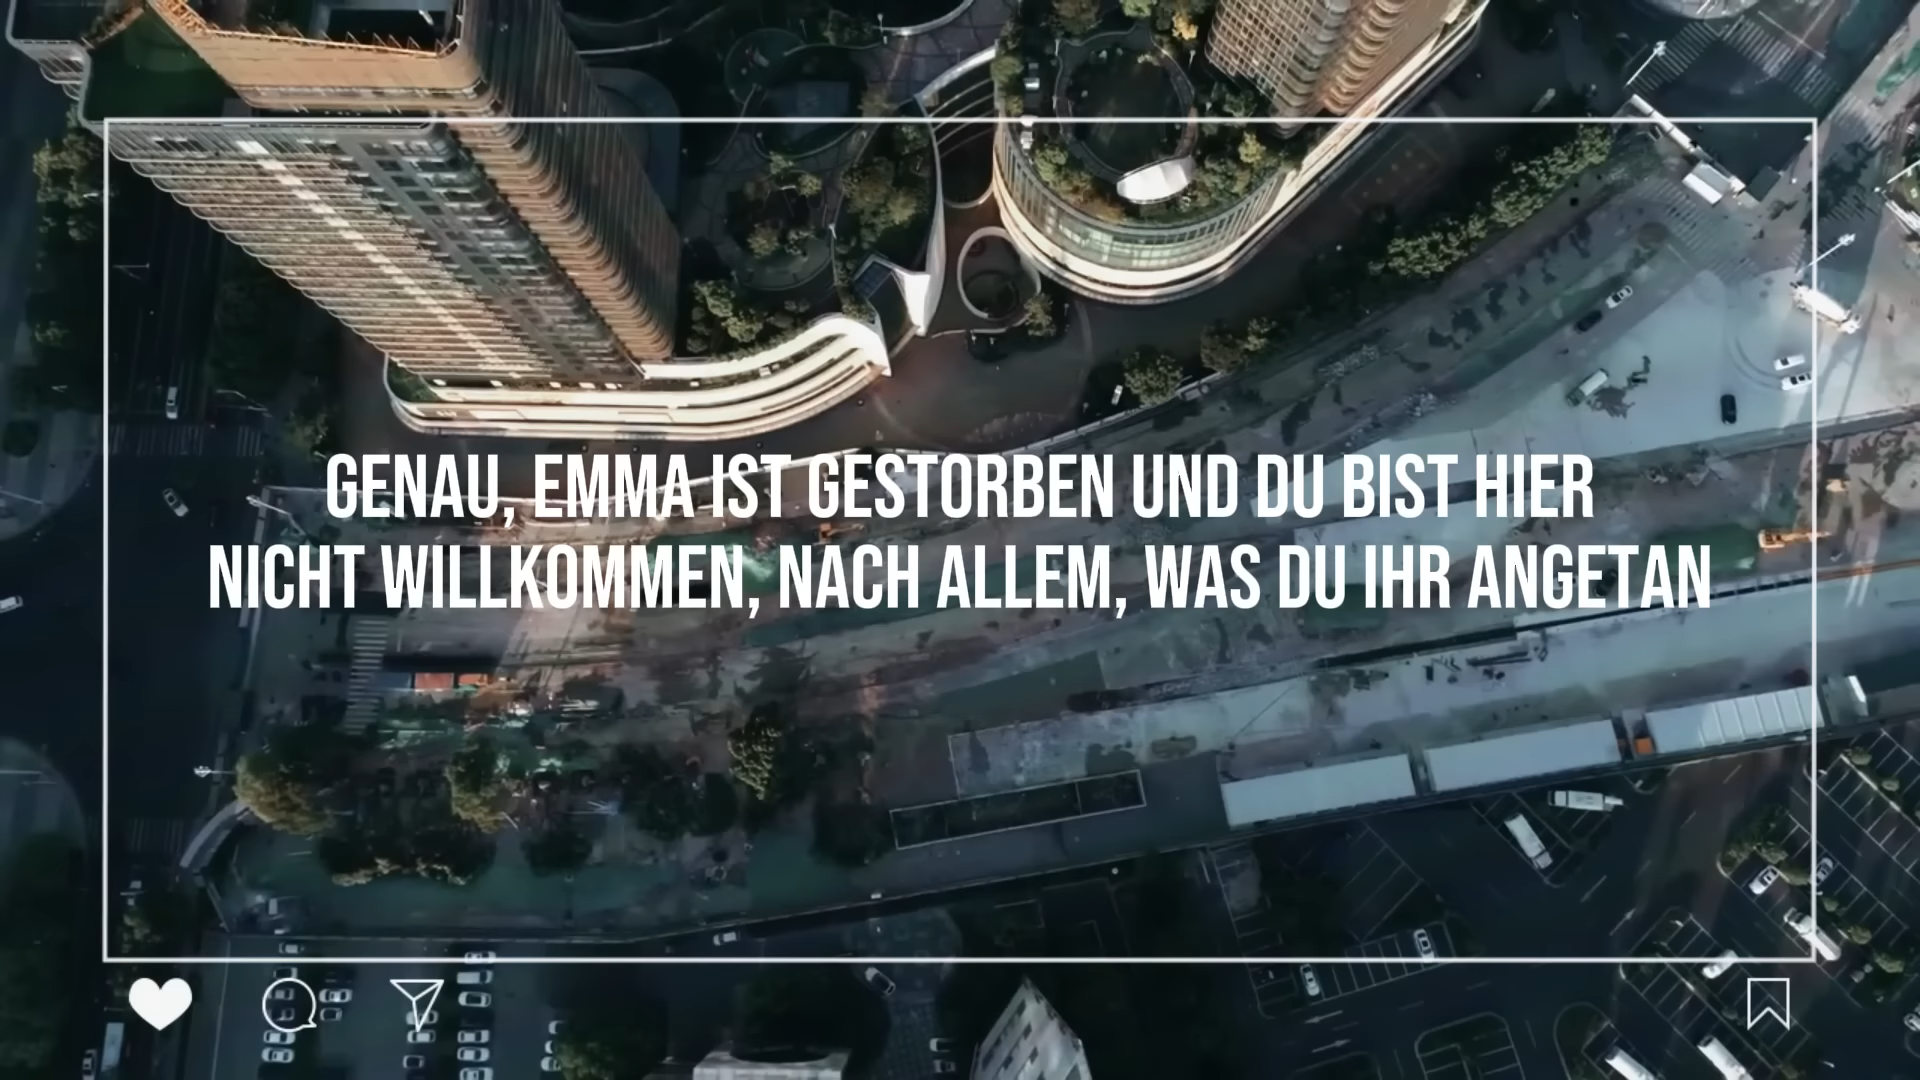 GENAU, EMMA IST GESTORBEN UND DU BIST HIER
NICHT WILLKOMMEN, NACH ALLEM, WAS DU IHR ANGETAN